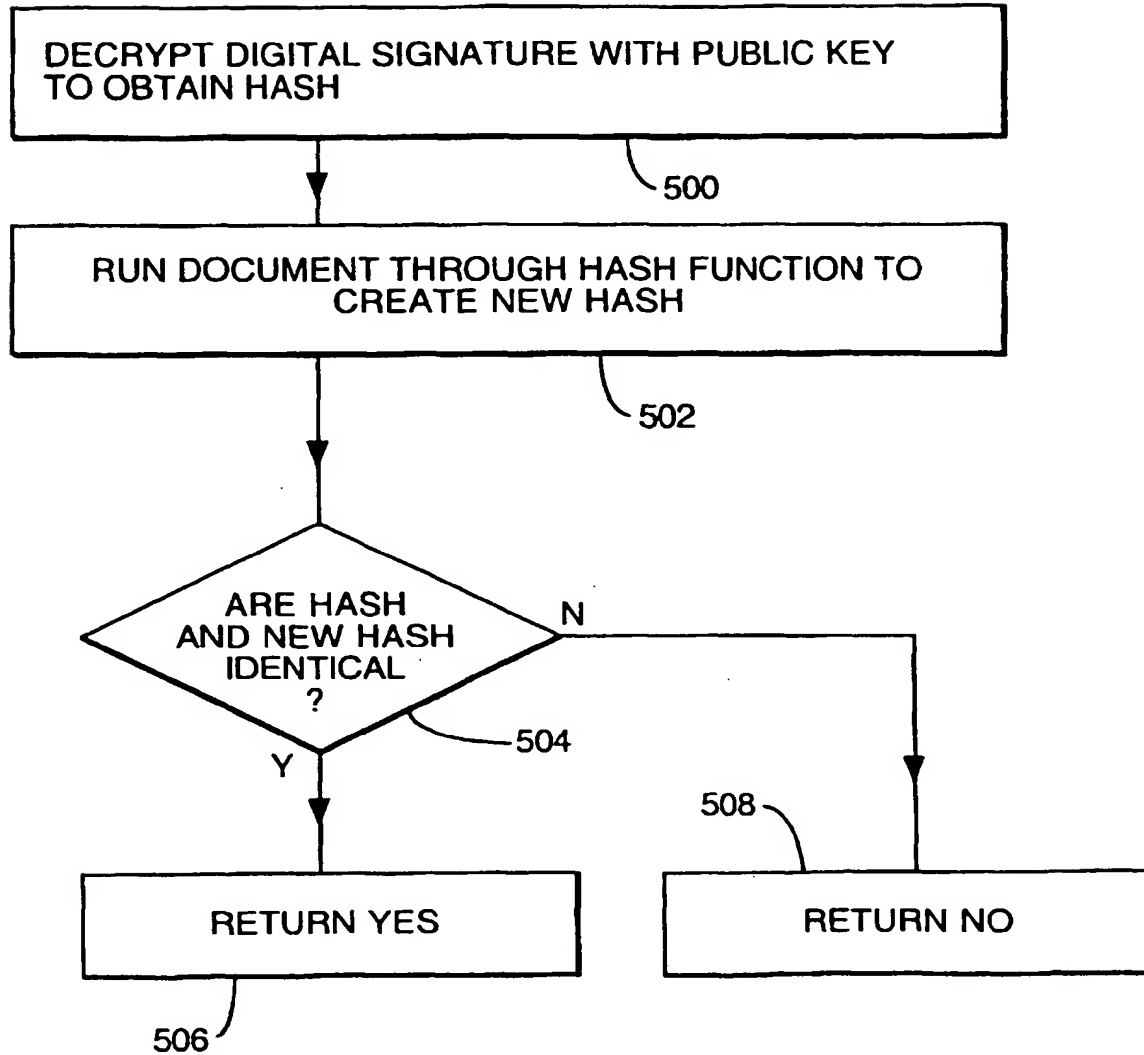 DECRYPT DIGITAL SIGNATURE WITH PUBLIC KEY
TO OBTAIN HASH
500
RUN DOCUMENT THROUGH HASH FUNCTION TO
CREATE NEW HASH
502
ARE HASH
AND NEW HASH
IDENTICAL
?
N
504
Y
508
RETURN YES
RETURN NO
506